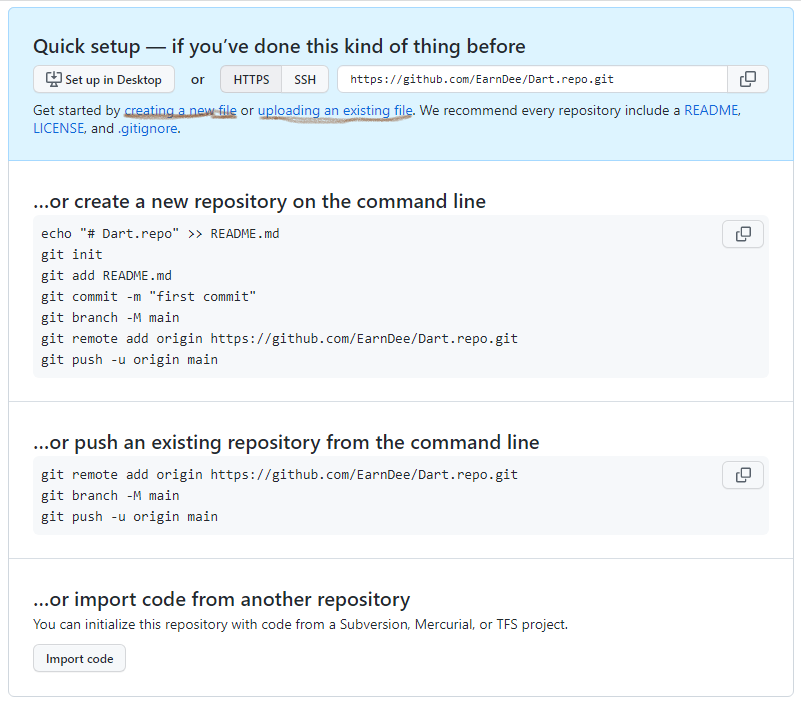 Quick setup — if you’ve done this kind of thing before
Set up in Desktop or HTTPS SSH https://github.com/EarnDee/Dart.repo.git
Get started by creating a new file or uploading an existing file. We recommend every repository include a README,
LICENSE, and .gitignore.
...or create a new repository on the command line
echo "# Dart.repo" >> README.md
git init
git add README.md
git commit -m "first commit"
git branch -M main
git remote add origin https://github.com/EarnDee/Dart.repo.git
git push -u origin main
...or push an existing repository from the command line
git remote add origin https://github.com/EarnDee/Dart.repo.git
git branch -M main
git push -u origin main
...or import code from another repository
You can initialize this repository with code from a Subversion, Mercurial, or TFS project.
Import code